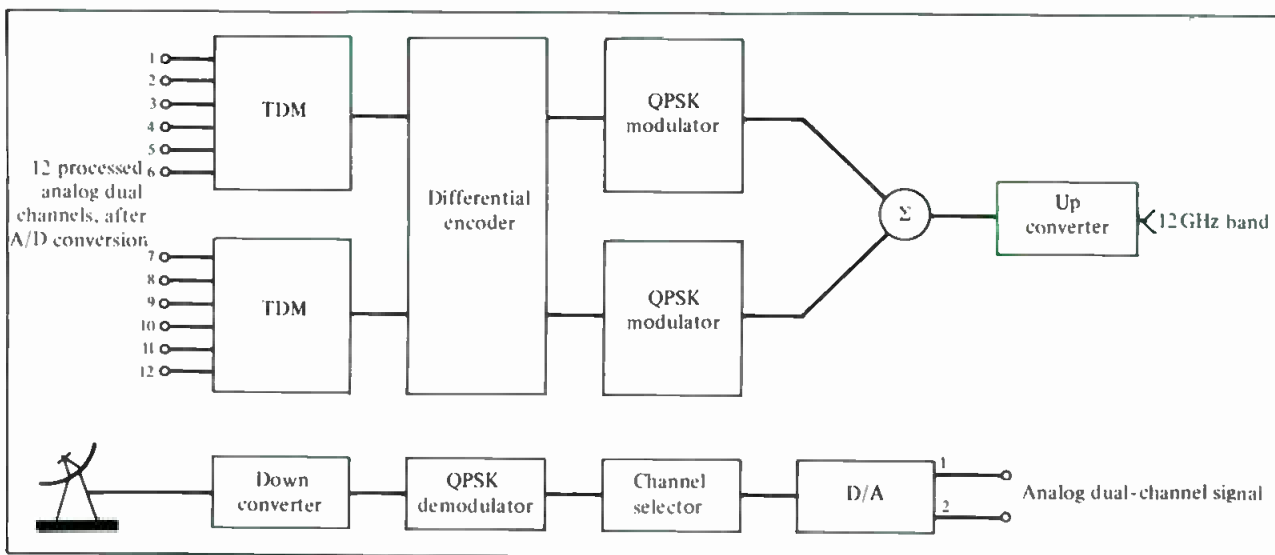 1
2
3
4
5
6
TDM
12 processed
analog dual
channels, after
A/D conversion
7
8
9
10
11
12
TDM
Differential
encoder
QPSK
modulator
QPSK
modulator
Σ
Up
converter
12 GHz band
Down
converter
QPSK
demodulator
Channel
selector
D/A
1
2
Analog dual-channel signal